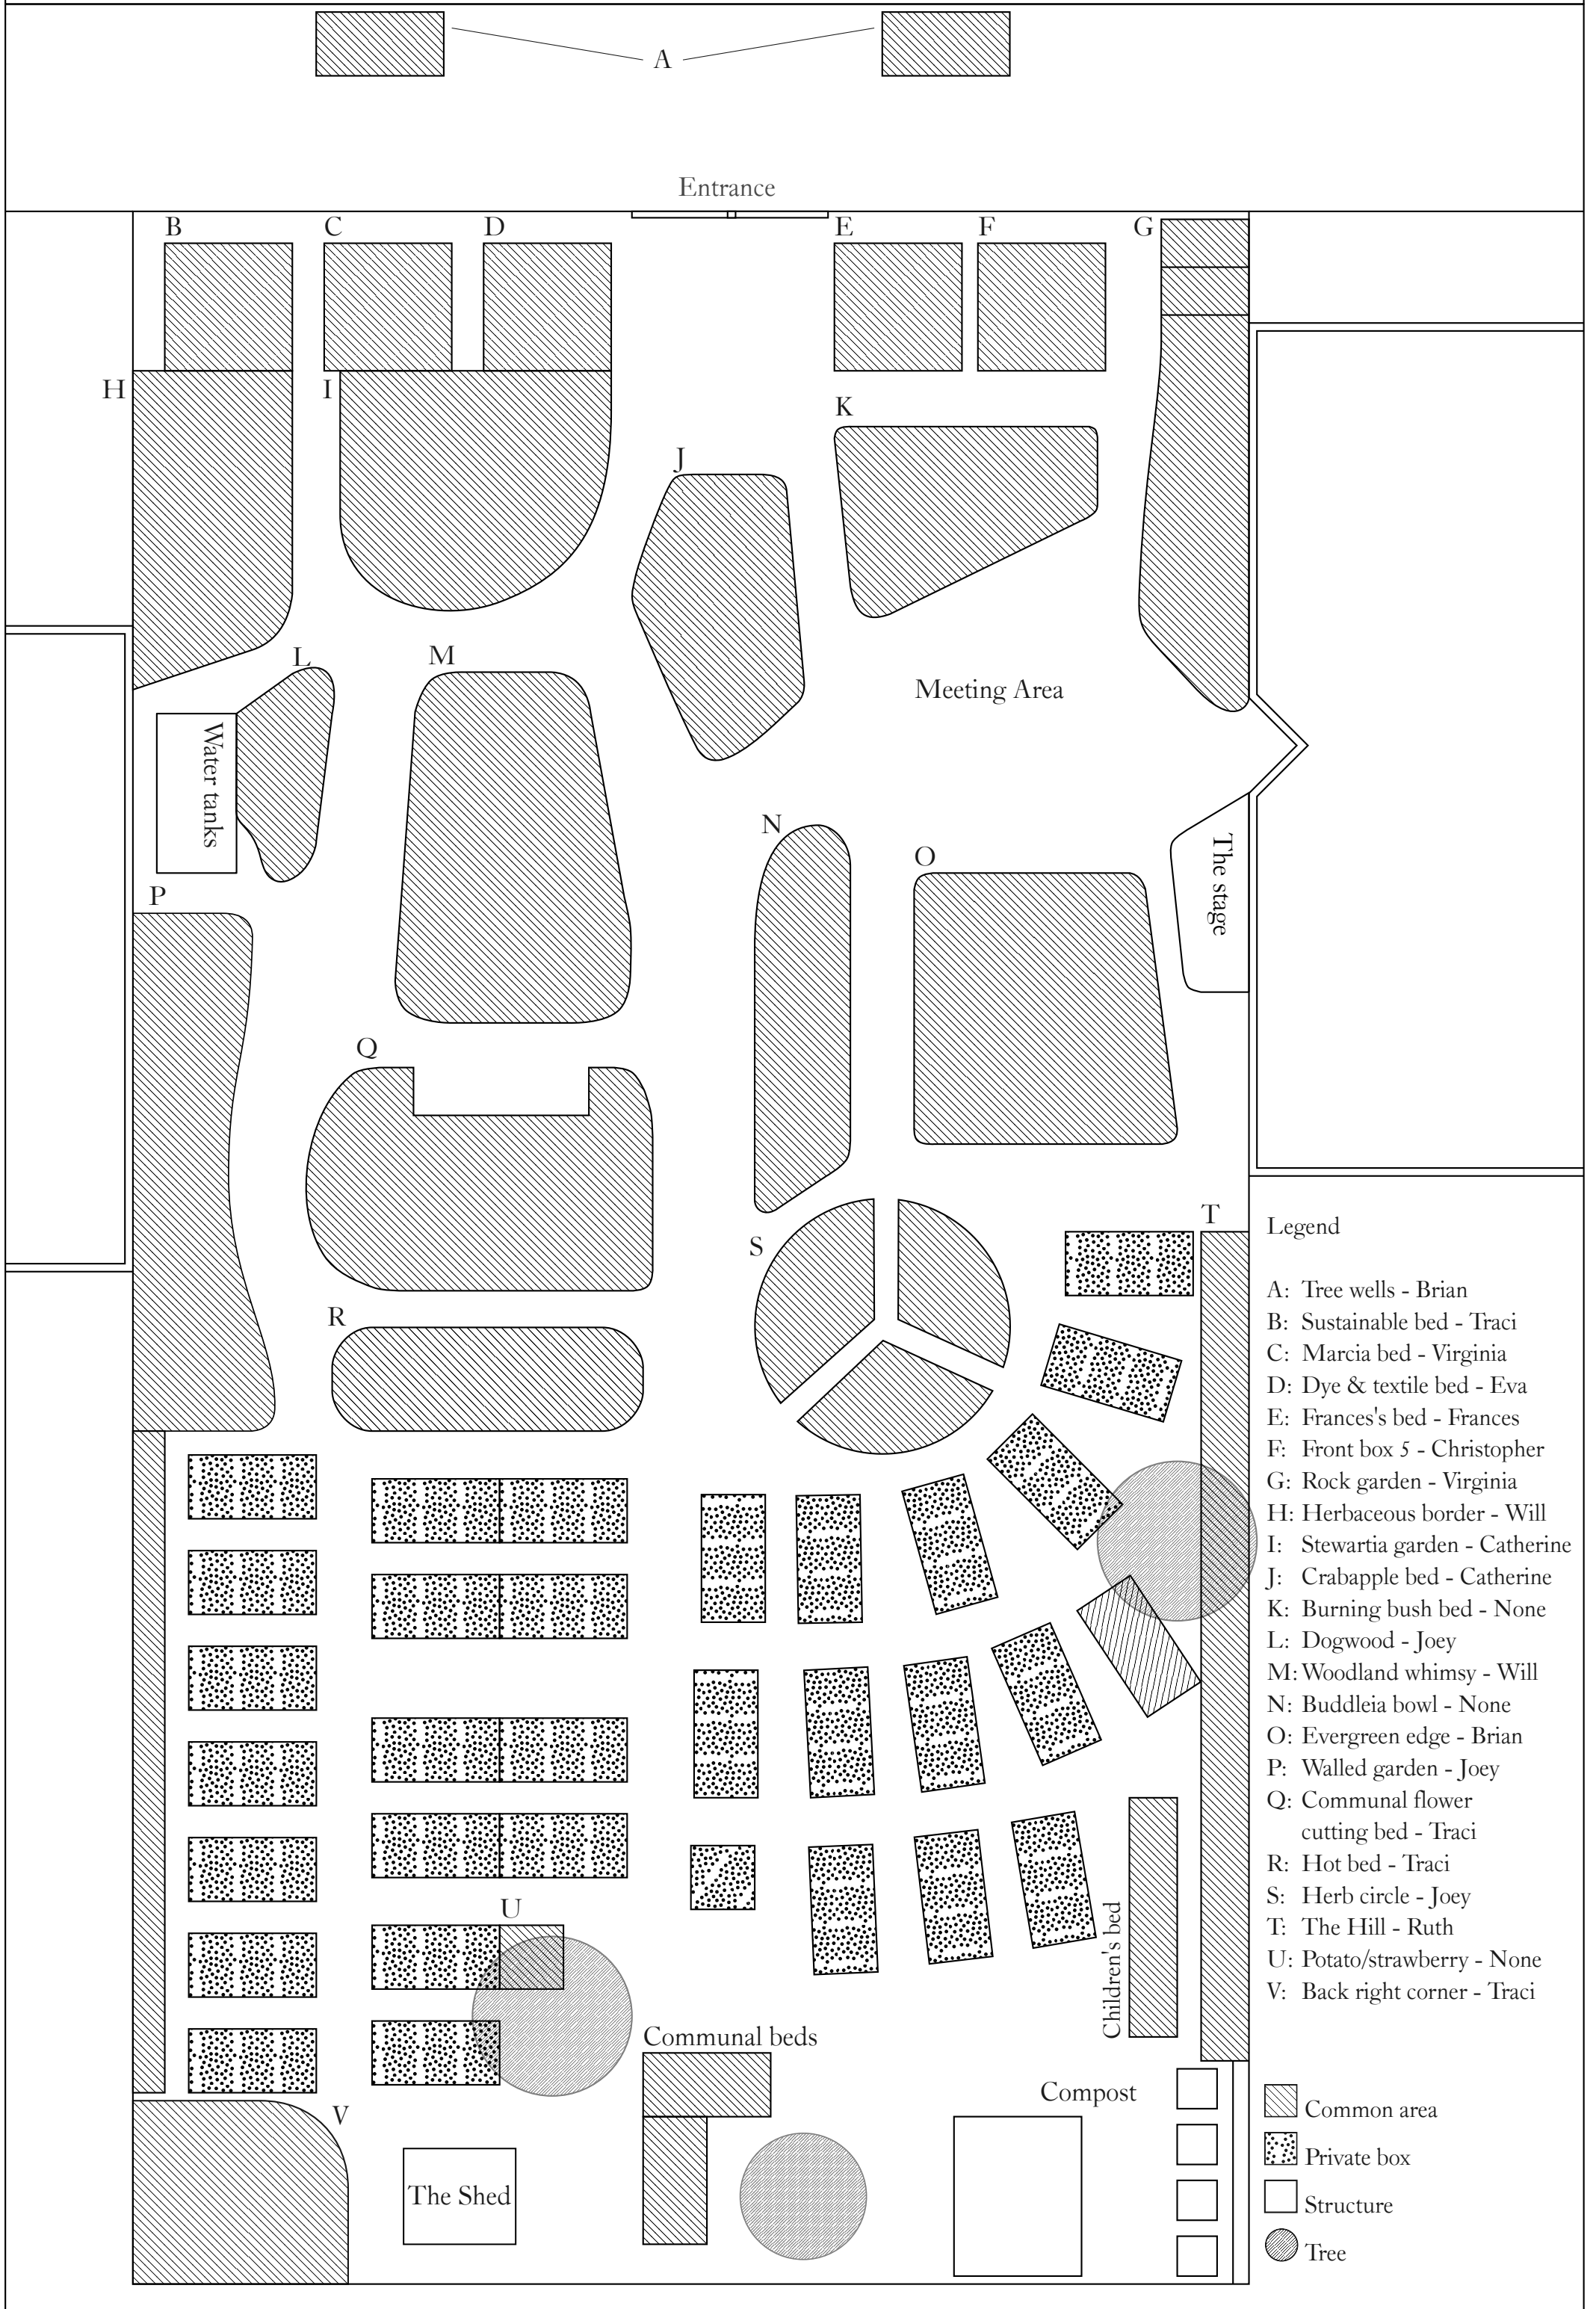 A
Entrance
B
C
D
E
F
G
H
I
K
J
L
M
Meeting Area
Water tanks
N
O
The stage
P
Q
T
S
R
U
Children's bed
Communal beds
Compost
V
The Shed
Legend
A: Tree wells - Brian
B: Sustainable bed - Traci
C: Marcia bed - Virginia
D: Dye & textile bed - Eva
E: Frances's bed - Frances
F: Front box 5 - Christopher
G: Rock garden - Virginia
H: Herbaceous border - Will
I: Stewartia garden - Catherine
J: Crabapple bed - Catherine
K: Burning bush bed - None
L: Dogwood - Joey
M: Woodland whimsy - Will
N: Buddleia bowl - None
O: Evergreen edge - Brian
P: Walled garden - Joey
Q: Communal flower
cutting bed - Traci
R: Hot bed - Traci
S: Herb circle - Joey
T: The Hill - Ruth
U: Potato/strawberry - None
V: Back right corner - Traci
Common area
Private box
Structure
Tree